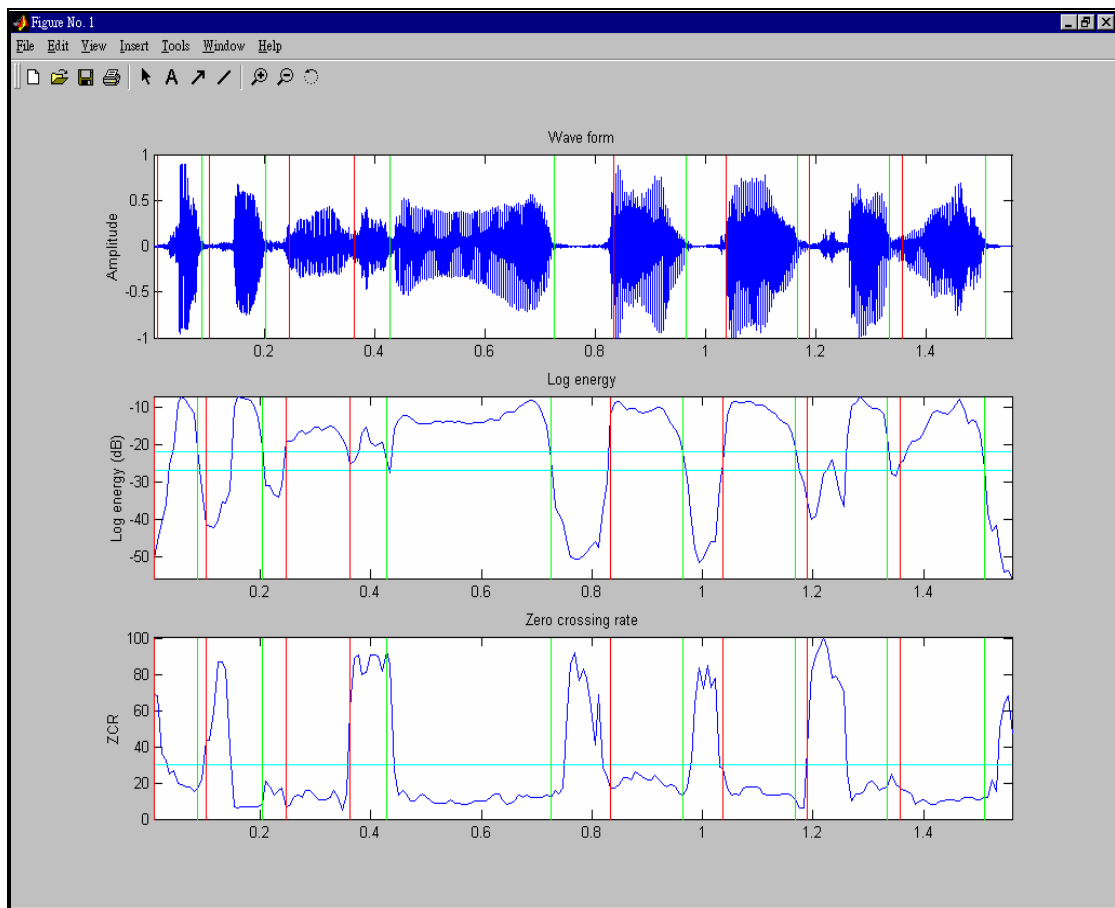 Figure No. 1
File Edit View Insert Tools Window Help
A
Wave form
Amplitude
1
0.5
0
-0.5
-1
0.2 0.4 0.6 0.8 1 1.2 1.4
Log energy
Log energy (dB)
-10
-20
-30
-40
-50
0.2 0.4 0.6 0.8 1 1.2 1.4
Zero crossing rate
ZCR
100
80
60
40
20
0
0.2 0.4 0.6 0.8 1 1.2 1.4